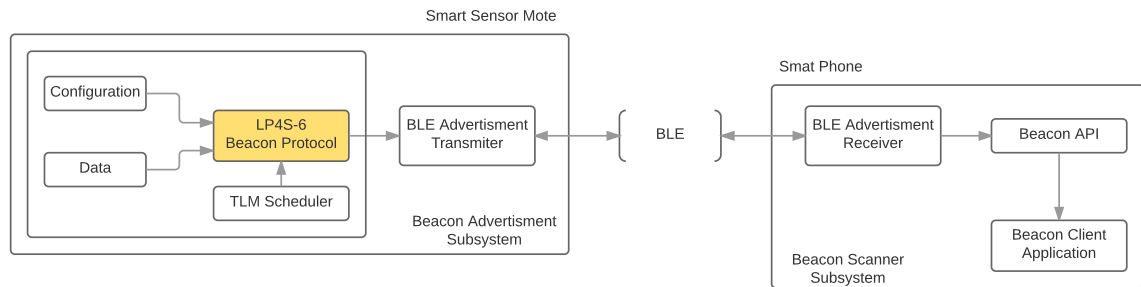 Smart Sensor Mote
Configuration
Data
LP4S-6
Beacon Protocol
TLM Scheduler
BLE Advertisment
Transmiter
Beacon Advertisment
Subsystem
BLE
Smat Phone
BLE Advertisment
Receiver
Beacon API
Beacon Client
Application
Beacon Scanner
Subsystem